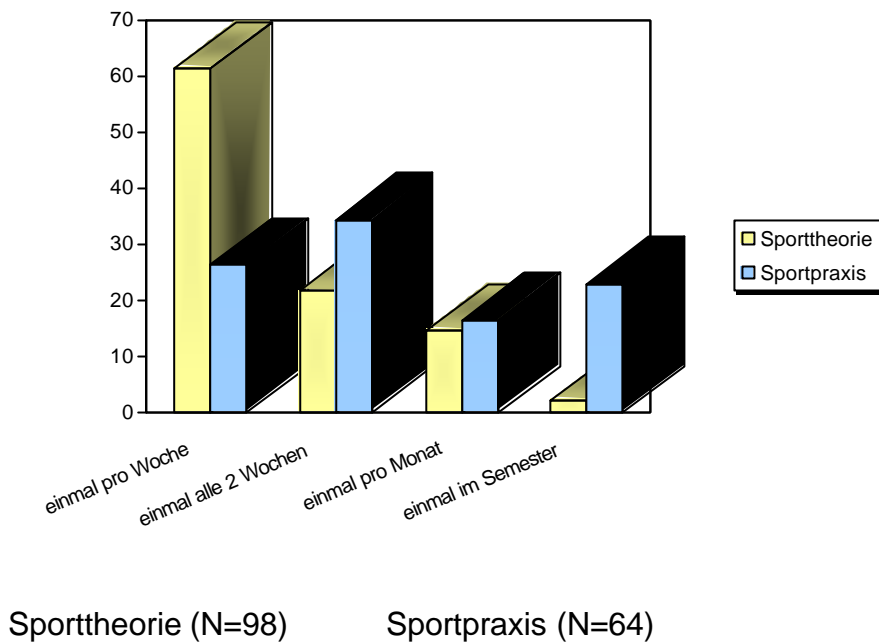 70
60
50
40
30
20
10
0
einmal pro Woche
einmal alle 2 Wochen
einmal pro Monat
einmal im Semester
Sporttheorie
Sportpraxis
Sporttheorie (N=98) Sportpraxis (N=64)